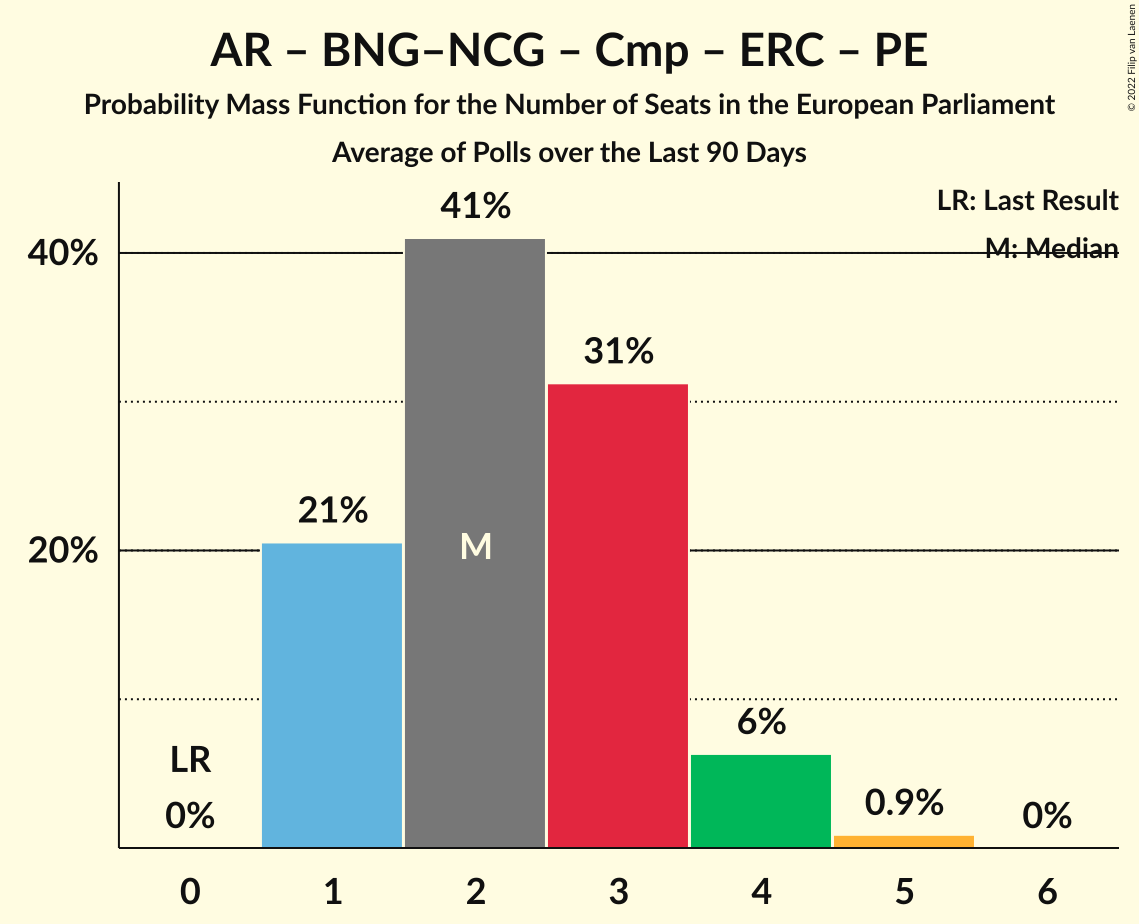 AR – BNG–NCG – Cmp – ERC – PE
Probability Mass Function for the Number of Seats in the European Parliament
Average of Polls over the Last 90 Days
© 2022 Filip van Laenen
LR: Last Result
M: Median
40%
20%
41%
31%
21%
M
6%
LR
0%
0.9%
0%
0 1 2 3 4 5 6